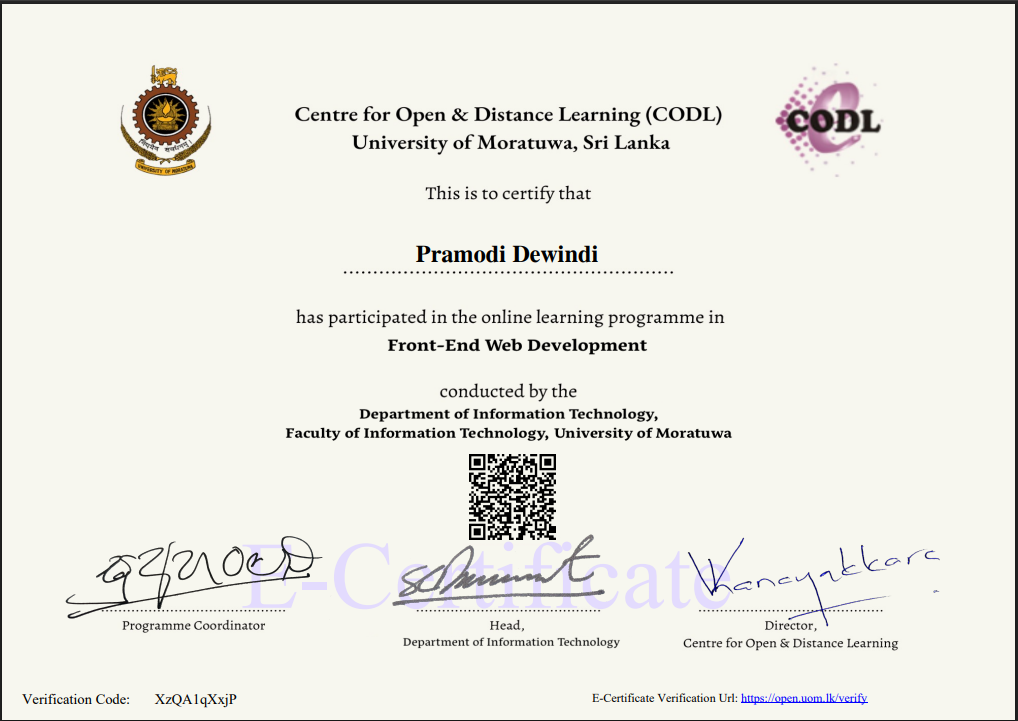 Centre for Open & Distance Learning (CODL)
University of Moratuwa, Sri Lanka
CODL
UNIVERSITY OF MORATUWA
This is to certify that
Pramodi Dewindi
has participated in the online learning programme in
Front-End Web Development
conducted by the
Department of Information Technology,
Faculty of Information Technology, University of Moratuwa
E-Certificate
Programme Coordinator
Head,
Department of Information Technology
Director,
Centre for Open & Distance Learning
Verification Code: XzQA1qXxjP
E-Certificate Verification Url: https://open.uom.lk/verify